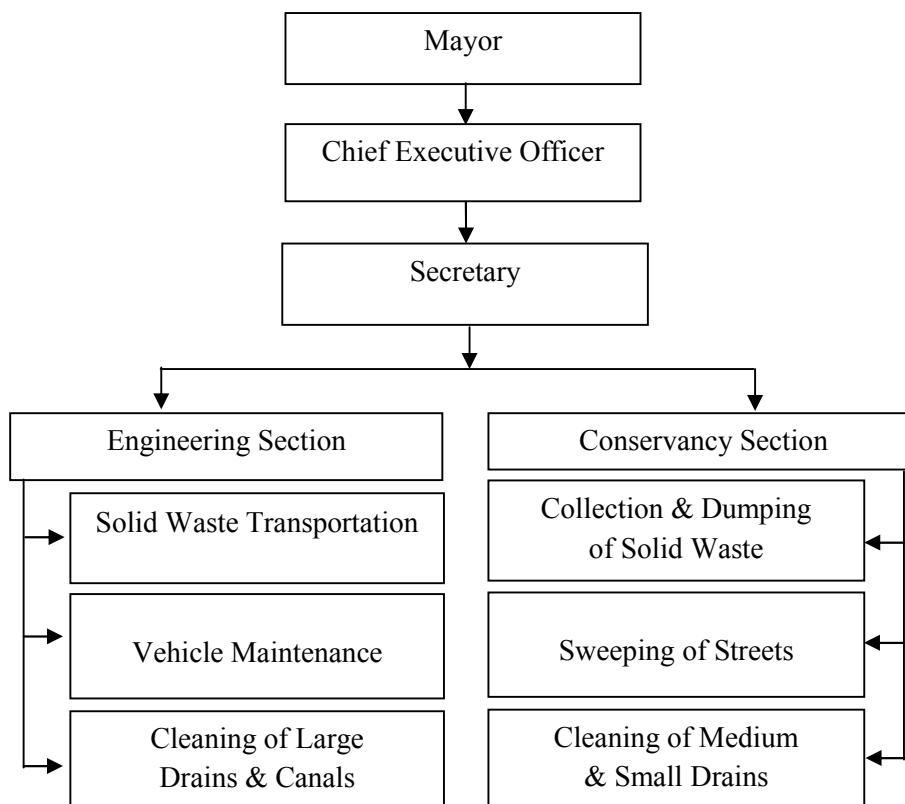 Mayor
Chief Executive Officer
Secretary
Engineering Section
Solid Waste Transportation
Vehicle Maintenance
Cleaning of Large
Drains & Canals
Conservancy Section
Collection & Dumping
of Solid Waste
Sweeping of Streets
Cleaning of Medium
& Small Drains